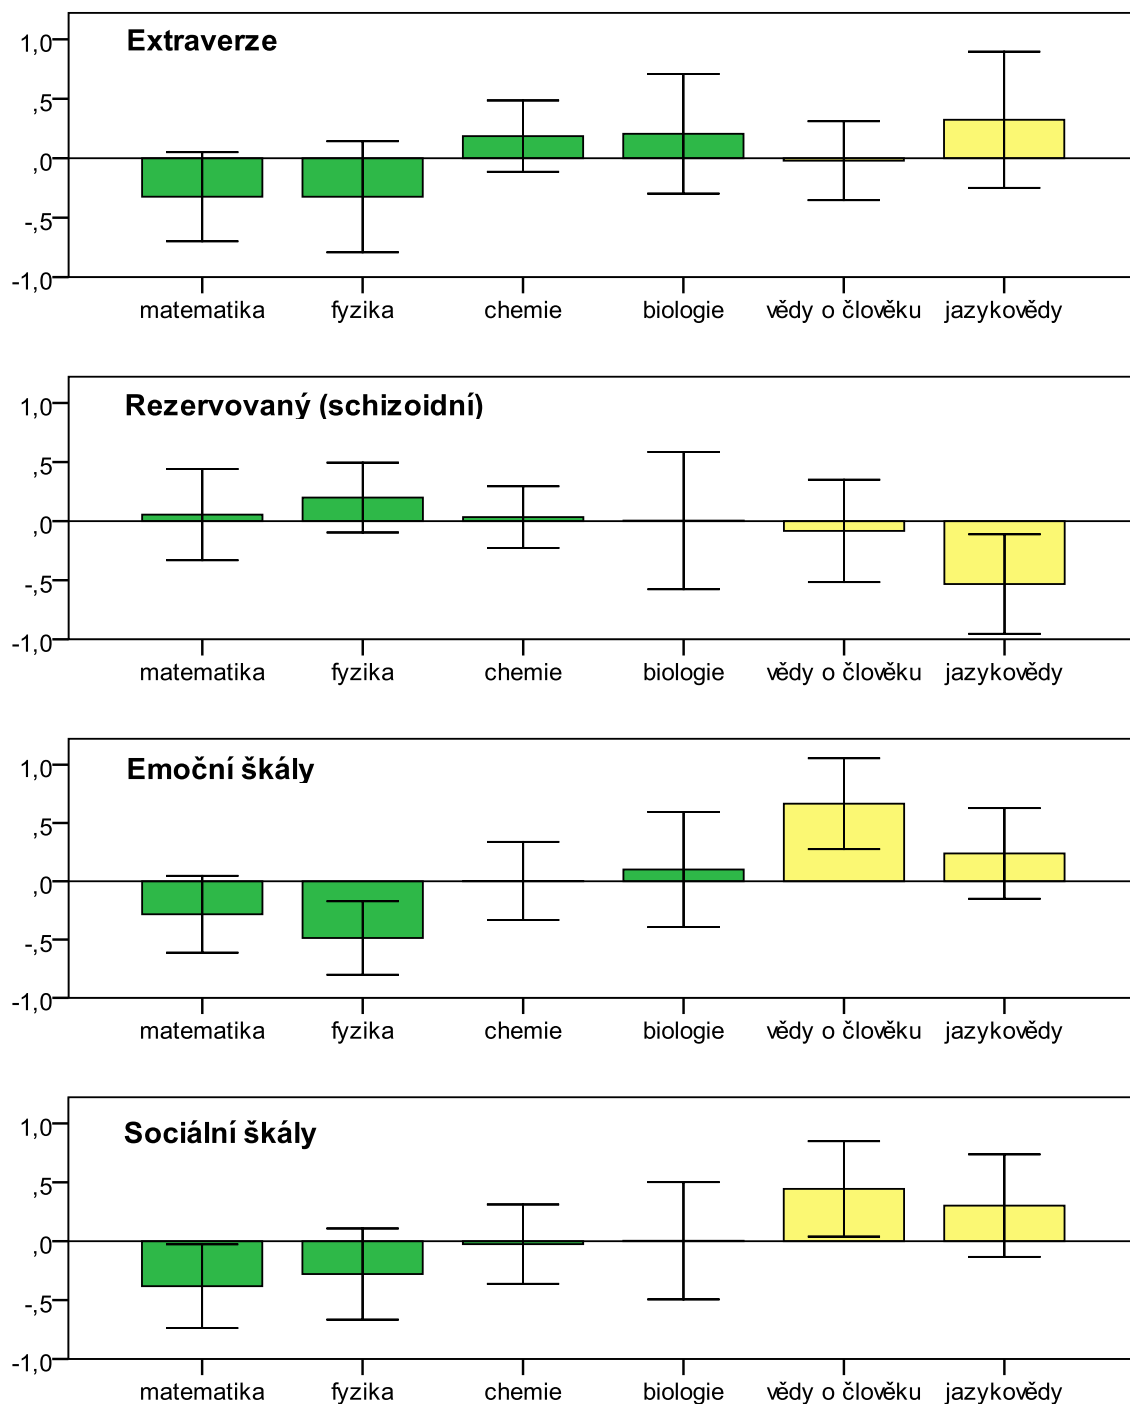 Extraverze
1,0
,5
,0
-,5
-1,0
matematika fyzika chemie biologie vědy o člověku jazykovědy
Rezervovaný (schizoidní)
1,0
,5
,0
-,5
-1,0
matematika fyzika chemie biologie vědy o člověku jazykovědy
Emoční škály
1,0
,5
,0
-,5
-1,0
matematika fyzika chemie biologie vědy o člověku jazykovědy
Sociální škály
1,0
,5
,0
-,5
-1,0
matematika fyzika chemie biologie vědy o člověku jazykovědy